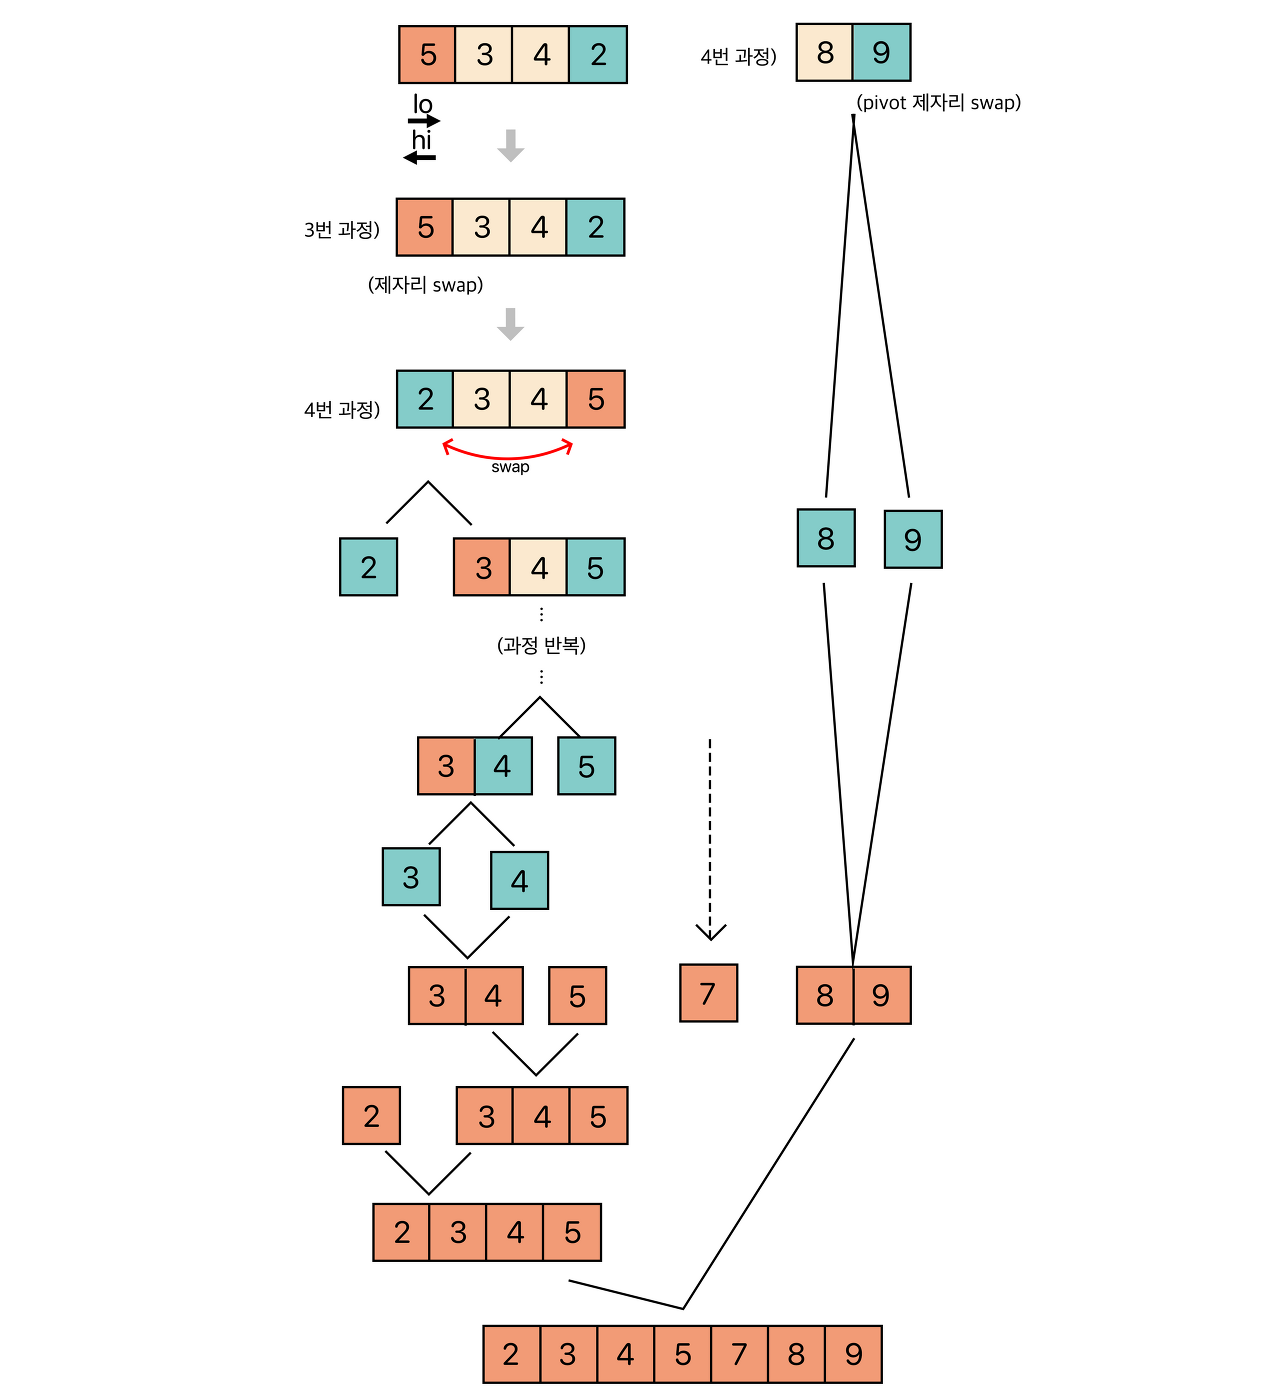 5 3 4 2
4번 과정) 8 9
(pivot 제자리 swap)
lo
hi
3번 과정) 5 3 4 2
(제자리 swap)
4번 과정) 2 3 4 5
swap
8 9
2 3 4 5
⋮
(과정 반복)
⋮
3 4 5
3 4
3 4 5 7 8 9
2 3 4 5
2 3 4 5
2 3 4 5 7 8 9